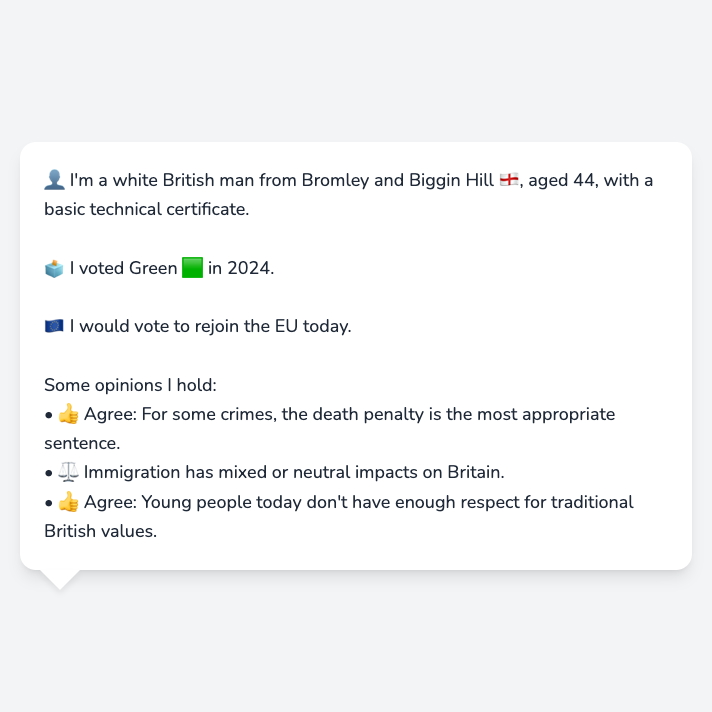 👤 I'm a white British man from Bromley and Biggin Hill 🏴󠁧󠁢󠁥󠁮󠁧󠁿, aged 44, with a
basic technical certificate.
🗳️ I voted Green 🟩 in 2024.
🇪🇺 I would vote to rejoin the EU today.
Some opinions I hold:
• 👍 Agree: For some crimes, the death penalty is the most appropriate
sentence.
• ⚖️ Immigration has mixed or neutral impacts on Britain.
• 👍 Agree: Young people today don't have enough respect for traditional
British values.